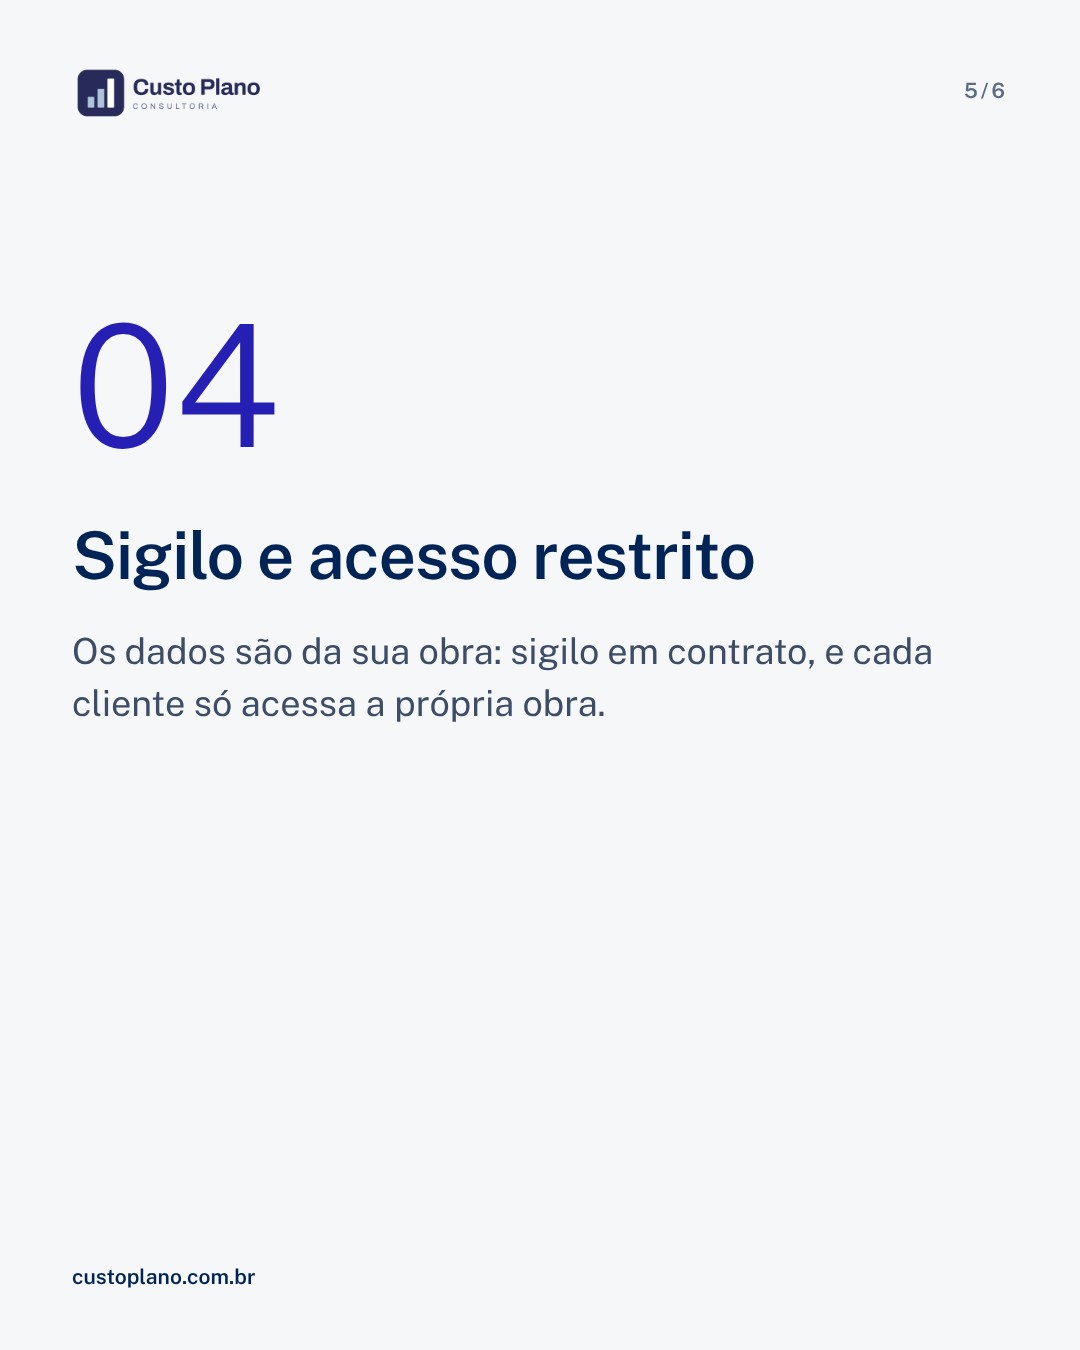 Custo Plano
CONSULTORIA
5/6
04
Sigilo e acesso restrito
Os dados são da sua obra: sigilo em contrato, e cada
cliente só acessa a própria obra.
custoplano.com.br